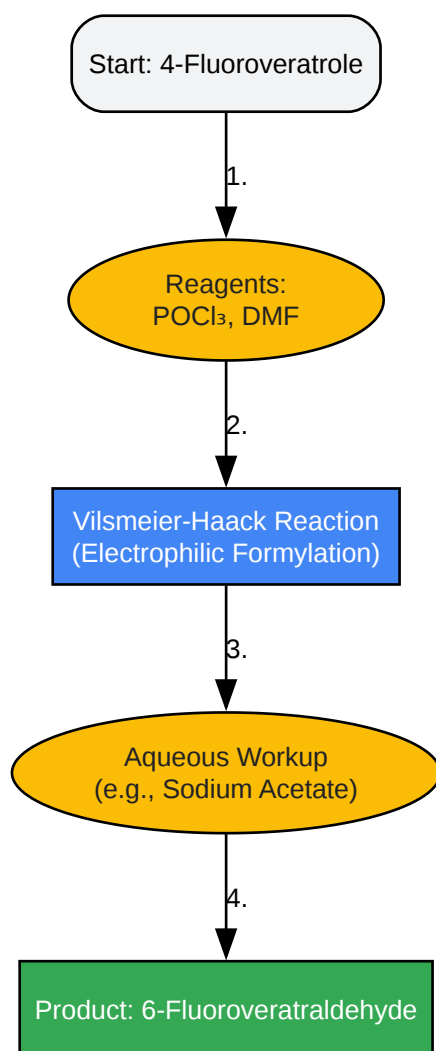 Start: 4-Fluoroveratrole
1.
Reagents:
POCl₃, DMF
2.
Vilsmeier-Haack Reaction
(Electrophilic Formylation)
3.
Aqueous Workup
(e.g., Sodium Acetate)
4.
Product: 6-Fluoroveratraldehyde